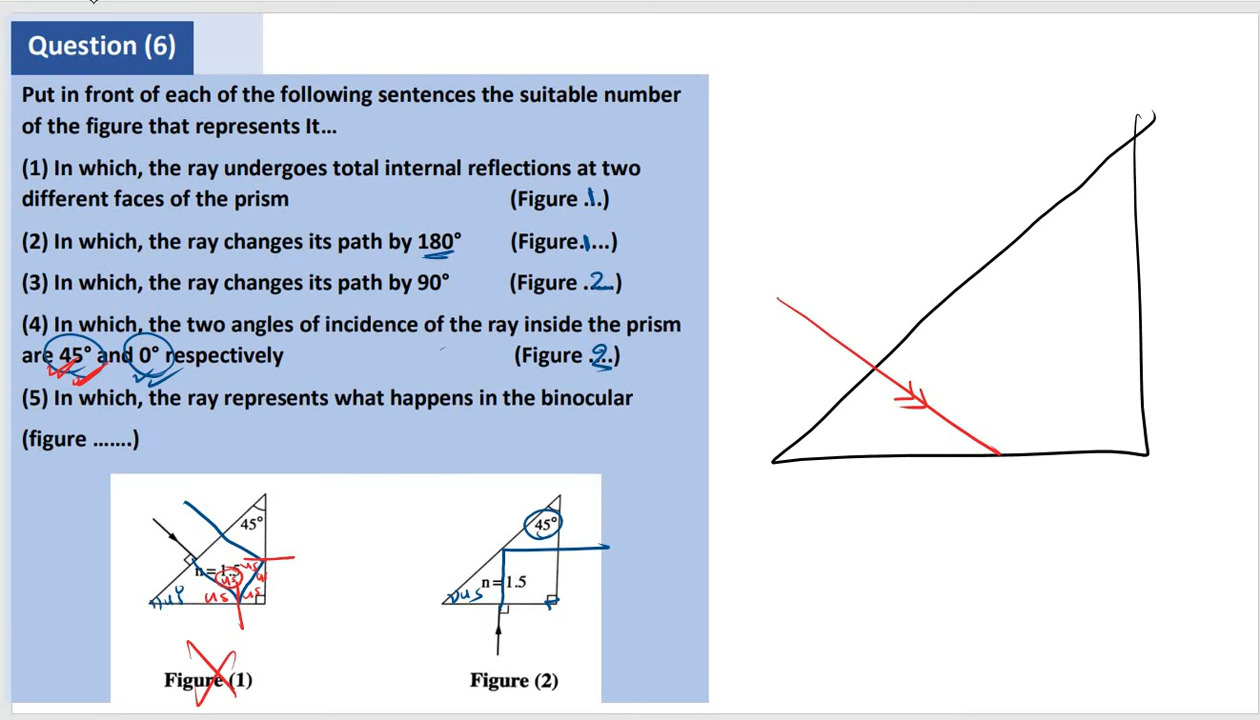 Question (6)
Put in front of each of the following sentences the suitable number
of the figure that represents It...
(1) In which, the ray undergoes total internal reflections at two
different faces of the prism (Figure .1.)
(2) In which, the ray changes its path by 180° (Figure.1...)
(3) In which, the ray changes its path by 90° (Figure .2..)
(4) In which, the two angles of incidence of the ray inside the prism
are 45° and 0° respectively (Figure .2..)
(5) In which, the ray represents what happens in the binocular
(figure .......)
45°
45°
n = 1.5
Figure (1)
Figure (2)